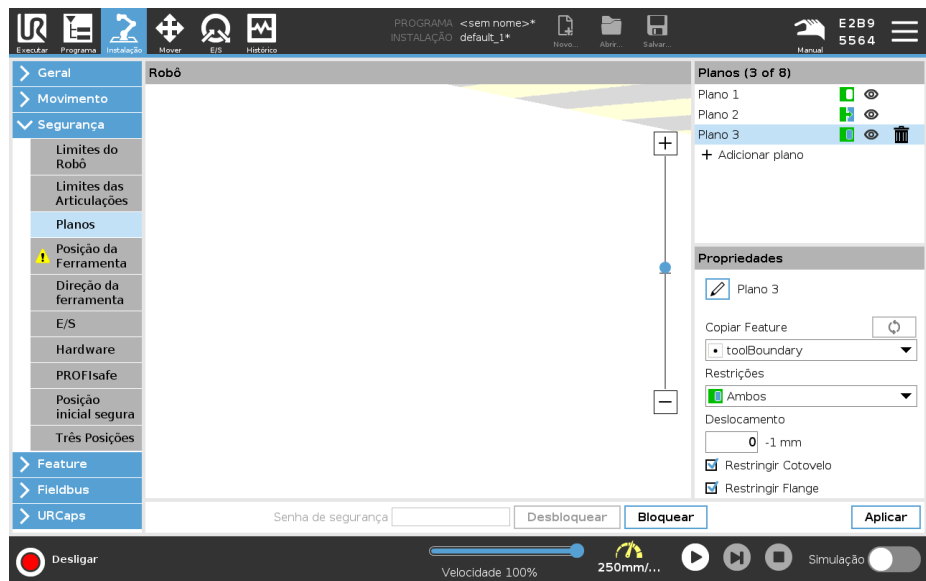 PROGRAMA <sem nome>*
INSTALAÇÃO default_1*
Executar
Programa
Instalação
Mover
E/S
Histórico
Novo...
Abrir...
Salvar...
Manual
E2B9
5564
Geral
Movimento
Segurança
Limites do
Robô
Limites das
Articulações
Planos
Posição da
Ferramenta
Direção da
ferramenta
E/S
Hardware
PROFIsafe
Posição
inicial segura
Três Posições
Feature
Fieldbus
URCaps
Robô
Senha de segurança
Desbloquear
Bloquear
Aplicar
Planos (3 of 8)
Plano 1
Plano 2
Plano 3
+ Adicionar plano
Propriedades
Plano 3
Copiar Feature
toolBoundary
Restrições
Ambos
Deslocamento
0 -1 mm
Restringir Cotovelo
Restringir Flange
Desligar
Velocidade 100%
250mm/...
Simulação